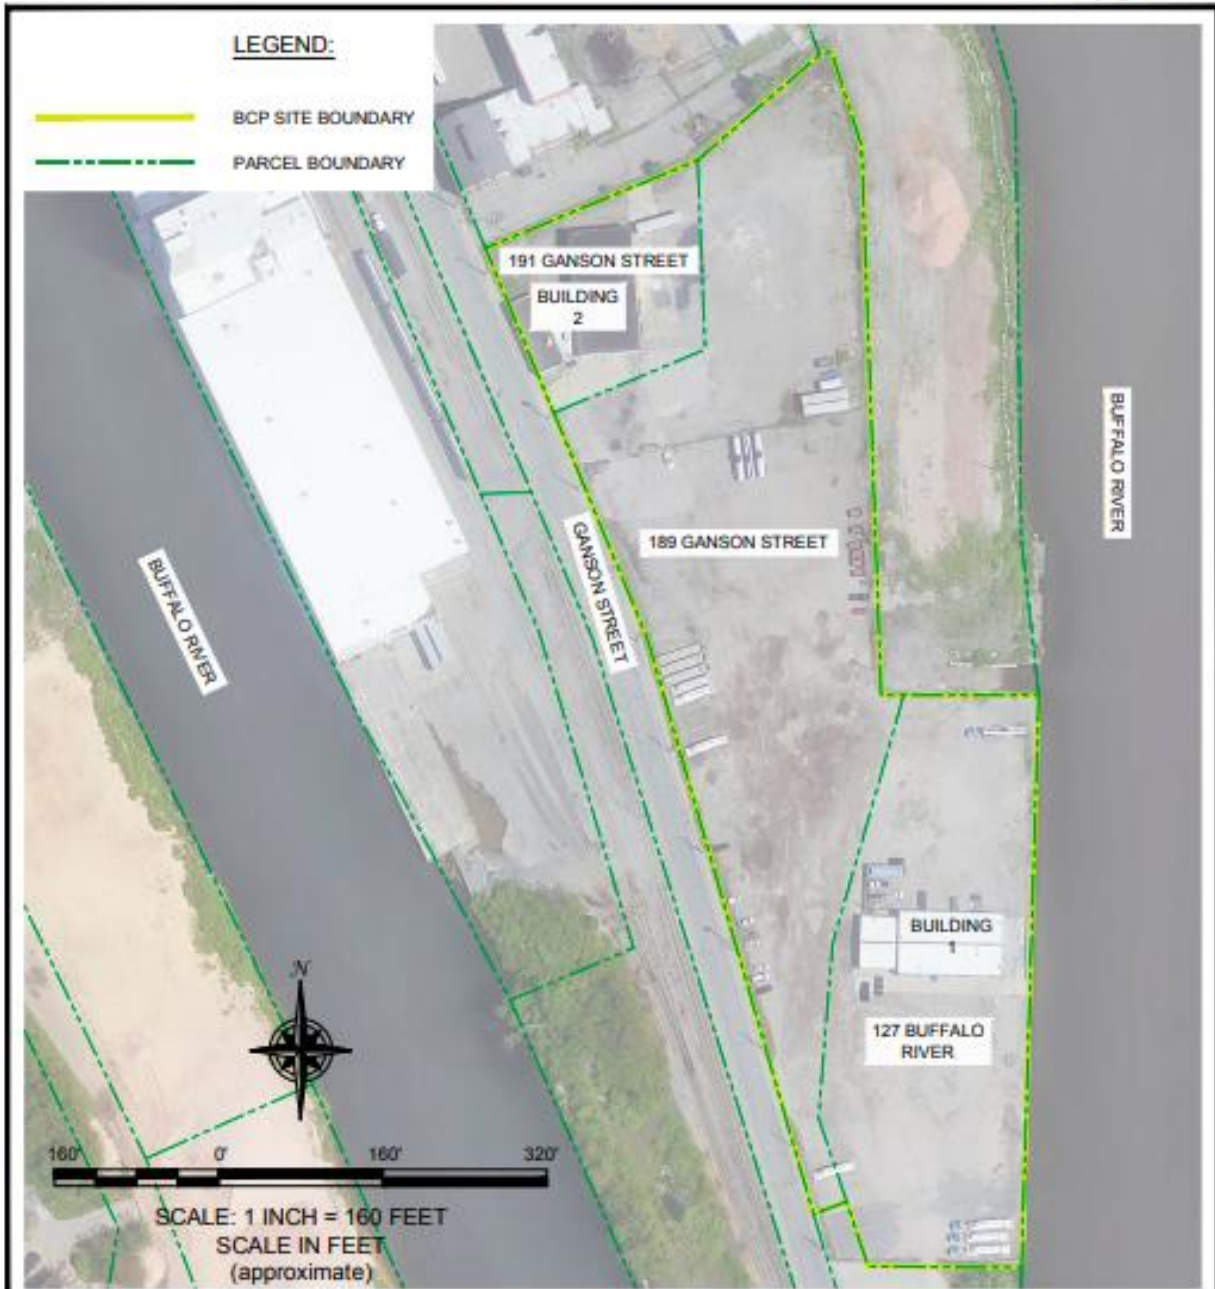 LEGEND:
BCP SITE BOUNDARY
PARCEL BOUNDARY
191 GANSON STREET
BUILDING
2
BUFFALO RIVER
189 GANSON STREET
GANSON STREET
BUFFALO RIVER
BUILDING
1
127 BUFFALO
RIVER
N
160' 0' 160' 320'
SCALE: 1 INCH = 160 FEET
SCALE IN FEET
(approximate)